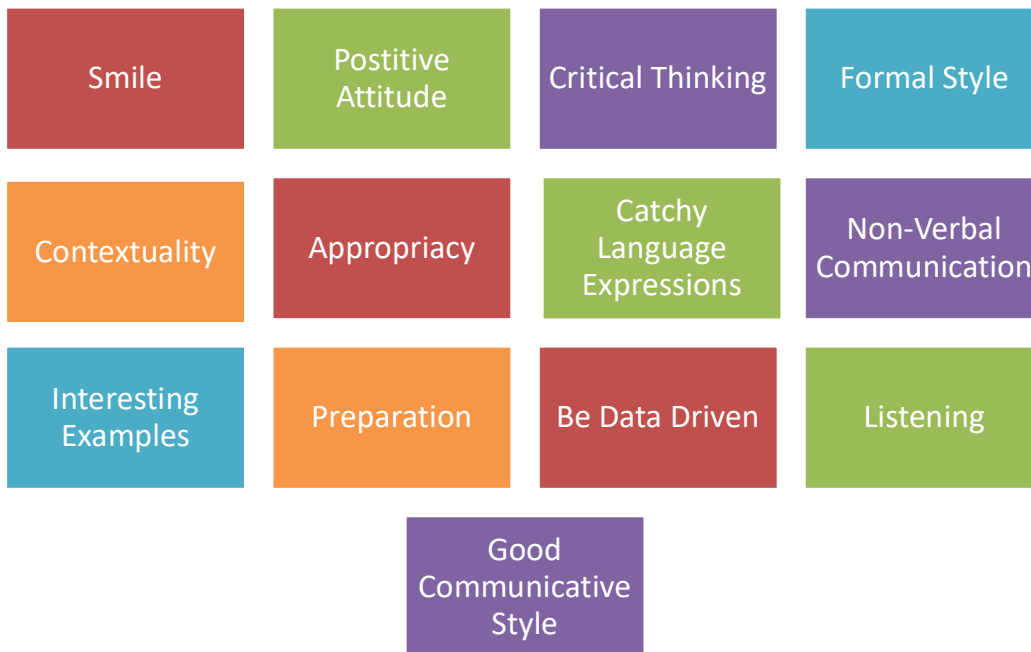 Smile
Postitive
Attitude
Critical Thinking
Formal Style
Contextuality
Appropriacy
Catchy
Language
Expressions
Non-Verbal
Communication
Interesting
Examples
Preparation
Be Data Driven
Listening
Good
Communicative
Style